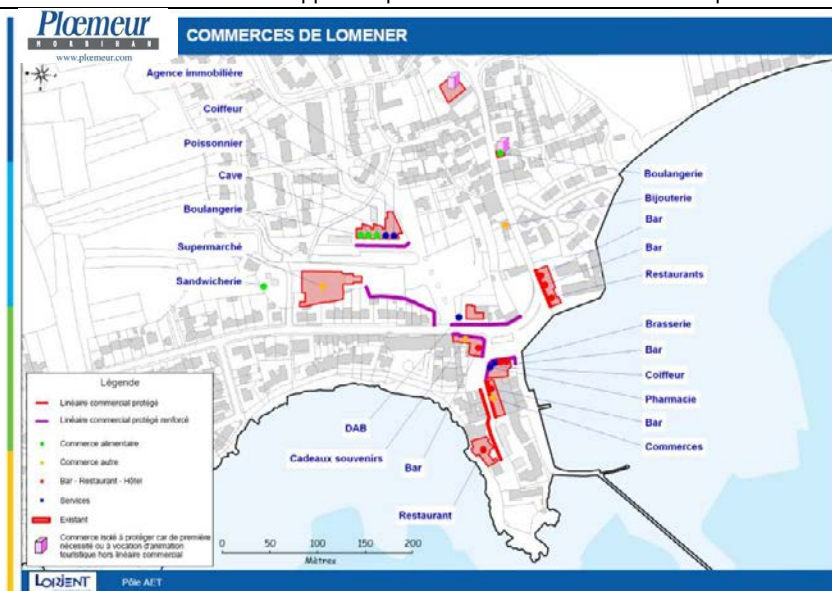 Plœmeur
MORBIHAN
www.plœmeur.com
COMMERCES DE LOMENER
Agence immobilière
Coiffeur
Poissonnier
Cave
Boulangerie
Supermarché
Sandwicherie
Boulangerie
Bijouterie
Bar
Bar
Restaurants
Brasserie
Bar
Coiffeur
Pharmacie
Bar
Commerces
DAB
Cadeaux souvenirs
Bar
Restaurant
Légende
Linéaire commercial protégé
Linéaire commercial protégé renforcé
Commerce alimentaire
Commerce autre
Bar - Restaurant - Hôtel
Services
Existant
Commerce isolé à protéger car de première
nécessité ou à vocation d'animation
touristique hors linéaire commercial
0 50 100 150 200
Mètres
LORIENT
Pôle AET